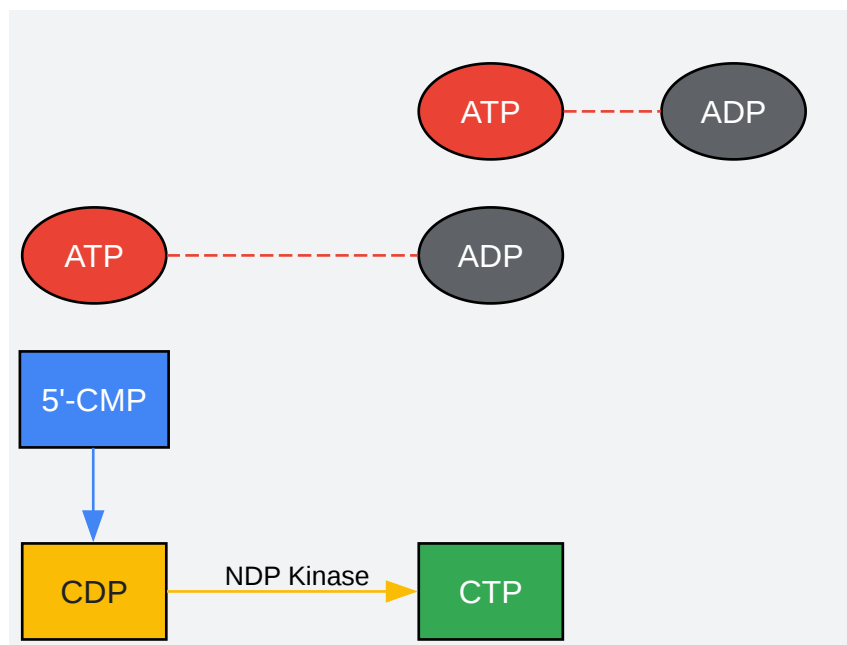 ATP
ADP
ATP
ADP
5'-CMP
CDP
NDP Kinase
CTP